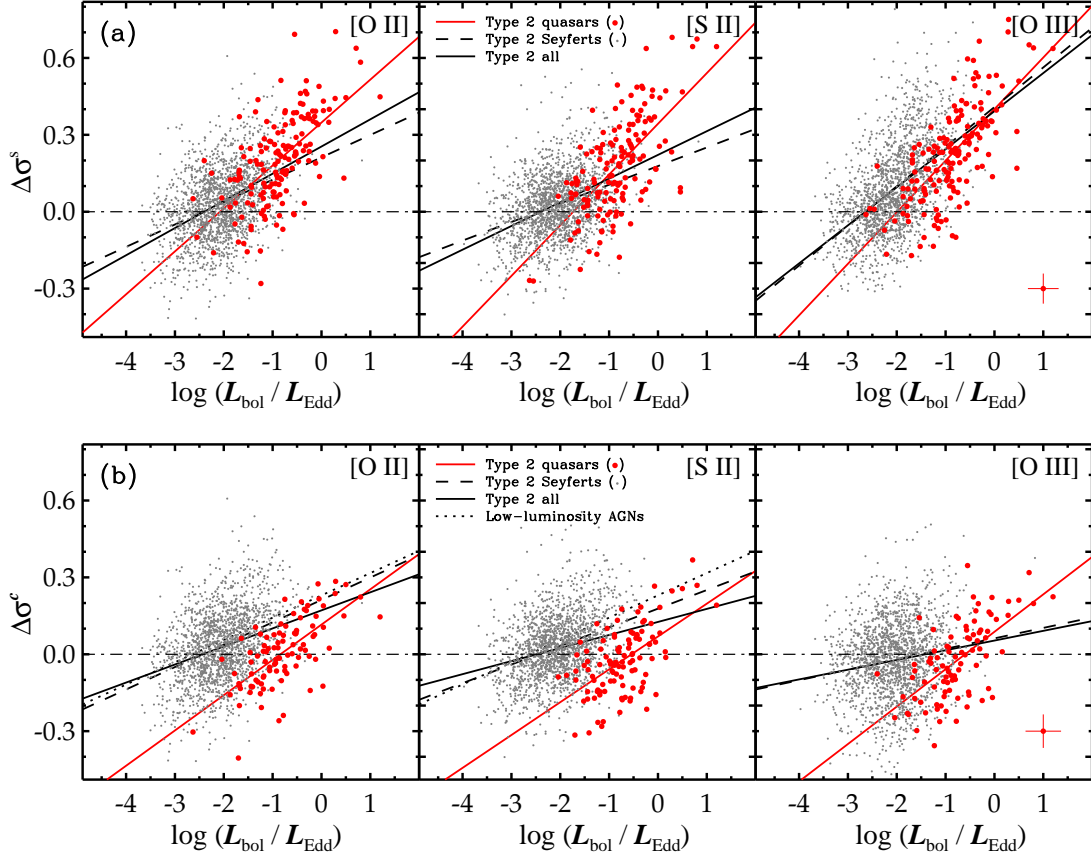 (a) [O II] [S II] [O III]
Type 2 quasars (•)
Type 2 Seyferts (.)
Type 2 all
0.6
0.3
0.0
-0.3
Δσˢ
-4 -3 -2 -1 0 1 -4 -3 -2 -1 0 1 -4 -3 -2 -1 0 1
log (L_bol / L_Edd) log (L_bol / L_Edd) log (L_bol / L_Edd)
(b) [O II] [S II] [O III]
Type 2 quasars (•)
Type 2 Seyferts (.)
Type 2 all
Low-luminosity AGNs
0.6
0.3
0.0
-0.3
Δσᶜ
-4 -3 -2 -1 0 1 -4 -3 -2 -1 0 1 -4 -3 -2 -1 0 1
log (L_bol / L_Edd) log (L_bol / L_Edd) log (L_bol / L_Edd)